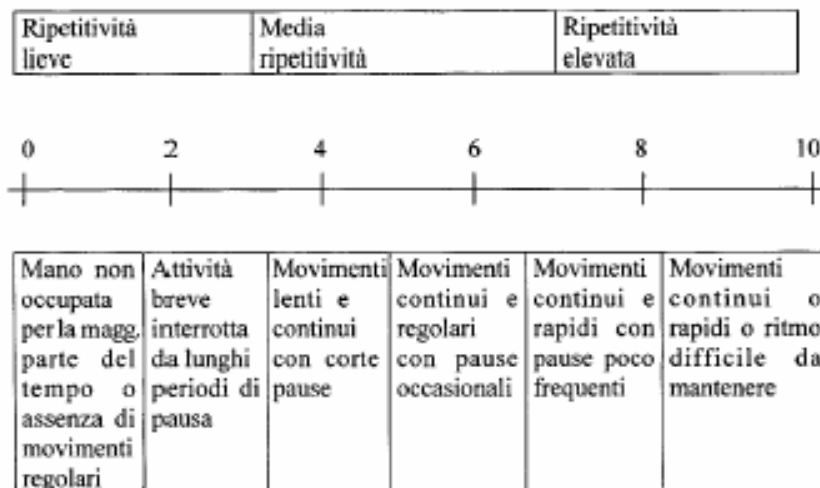 Ripetitività
lieve
Media
ripetitività
Ripetitività
elevata
0 2 4 6 8 10
Mano non
occupata
per la magg.
parte del
tempo o
assenza di
movimenti
regolari
Attività
breve
interrotta
da lunghi
periodi di
pausa
Movimenti
lenti e
continui
con corte
pause
Movimenti
continui e
regolari
con pause
occasionali
Movimenti
continui e
rapidi con
pause poco
frequenti
Movimenti
continui o
rapidi o ritmo
difficile da
mantenere